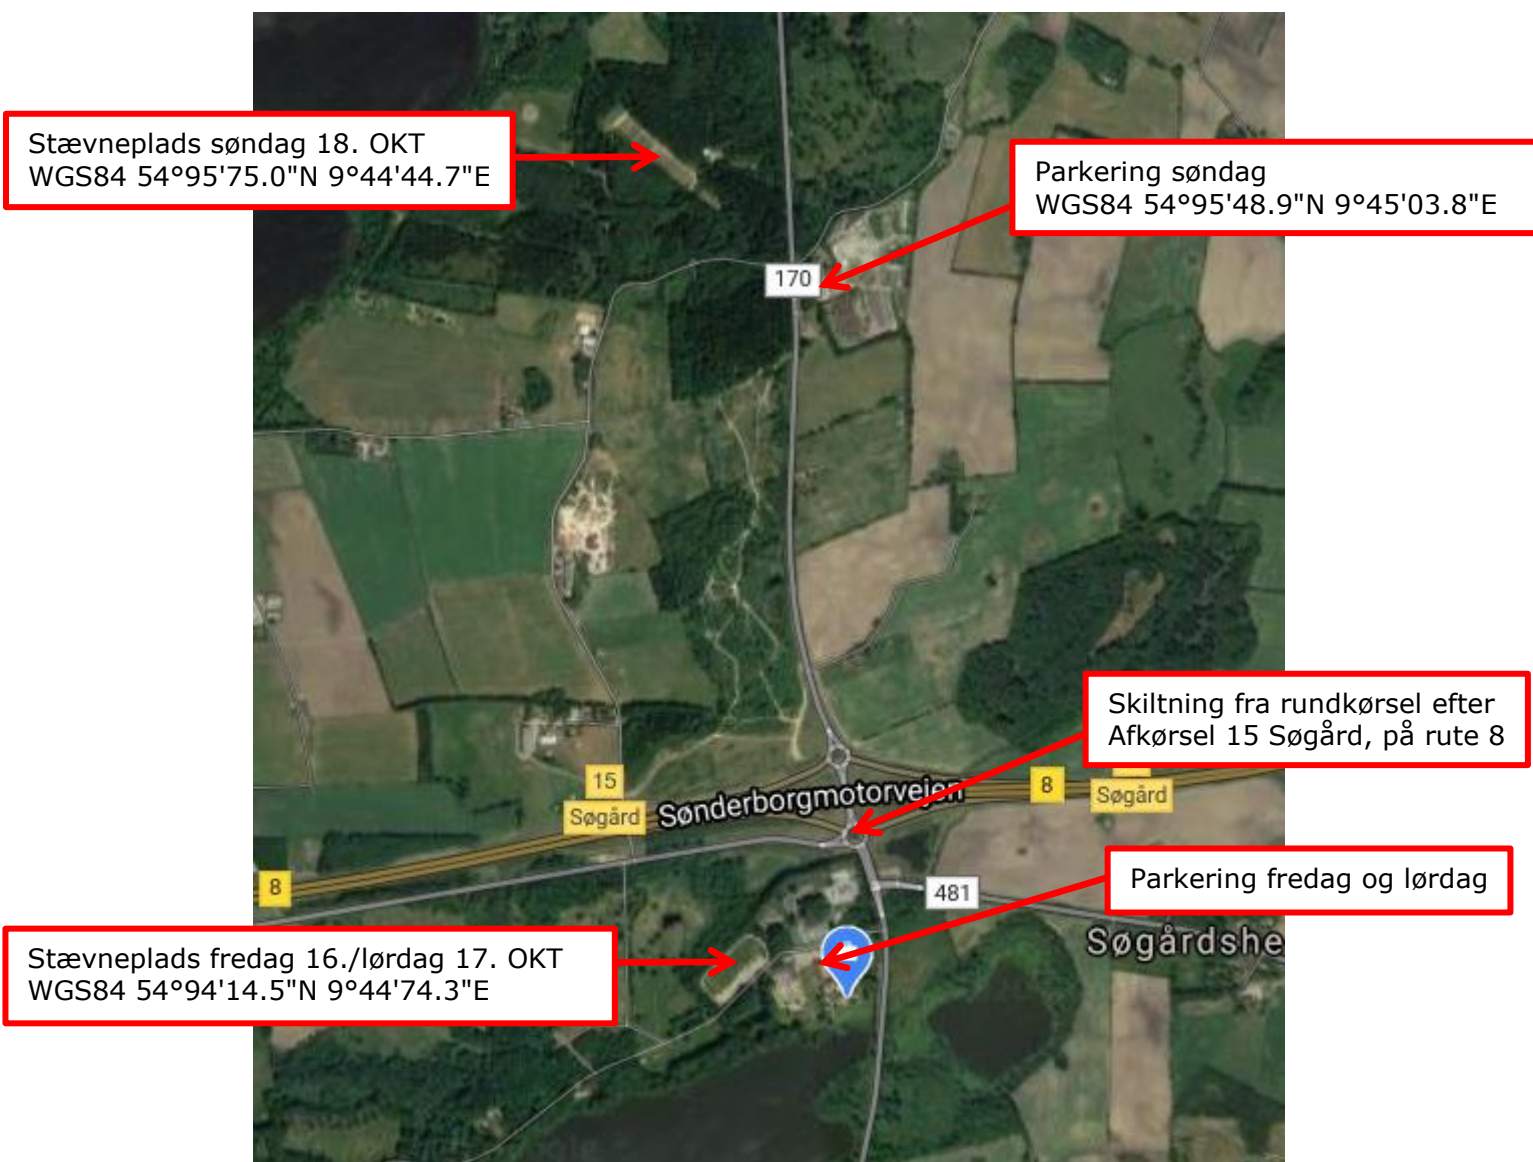 Stævneplads søndag 18. OKT
WGS84 54°95'75.0"N 9°44'44.7"E
Parkering søndag
WGS84 54°95'48.9"N 9°45'03.8"E
170
Skiltning fra rundkørsel efter
Afkørsel 15 Søgård, på rute 8
15
Søgård
Sønderborgmotorvejen
8
Søgård
8
481
Parkering fredag og lørdag
Søgårdshe
Stævneplads fredag 16./lørdag 17. OKT
WGS84 54°94'14.5"N 9°44'74.3"E